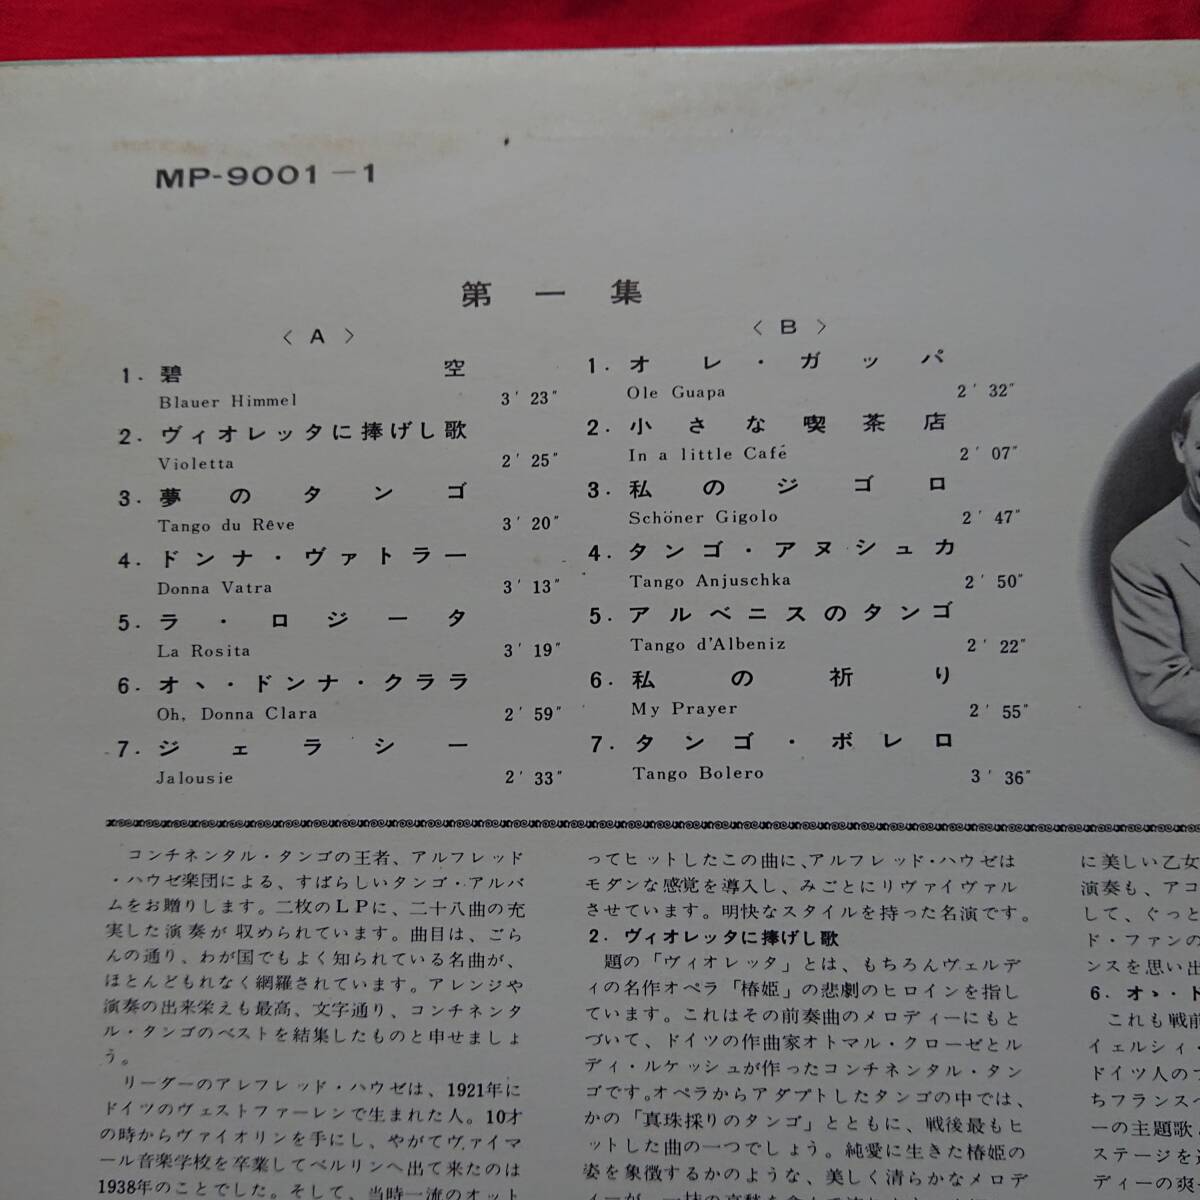 MP-9001-1
第一集
〈A〉
1. 碧空
Blauer Himmel 3′23″
2. ヴィオレッタに捧げし歌
Violetta 2′25″
3. 夢のタンゴ
Tango du Rêve 3′20″
4. ドンナ・ヴァトラー
Donna Vatra 3′13″
5. ラ・ロジータ
La Rosita 3′19″
6. オゝ・ドンナ・クララ
Oh, Donna Clara 2′59″
7. ジェラシー
Jalousie 2′33″
〈B〉
1. オレ・ガッパ
Ole Guapa 2′32″
2. 小さな喫茶店
In a little Café 2′07″
3. 私のジゴロ
Schöner Gigolo 2′47″
4. タンゴ・アヌシュカ
Tango Anjuschka 2′50″
5. アルベニスのタンゴ
Tango d'Albeniz 2′22″
6. 私の祈り
My Prayer 2′55″
7. タンゴ・ボレロ
Tango Bolero 3′36″
コンチネンタル・タンゴの王者、アルフレッド
・ハウゼ楽団による、すばらしいタンゴ・アルバ
ムをお贈りします。二枚のLPに、二十八曲の充
実した演奏が収められています。曲目は、ごら
んの通り、わが国でもよく知られている名曲が、
ほとんどもれなく網羅されています。アレンジや
演奏の出来栄えも最高、文字通り、コンチネンタ
ル・タンゴのベストを結集したものと申せましょ
う。
リーダーのアレフレッド・ハウゼは、1921年に
ドイツのヴェストファーレンで生まれた人。10才
の時からヴァイオリンを手にし、やがてヴァイマ
ール音楽学校を卒業してベルリンへ出て来たのは
1938年のことでした。そして、当時一流のオット
ってヒットしたこの曲に、アルフレッド・ハウゼは
モダンな感覚を導入し、みごとにリヴァイヴァル
させています。明快なスタイルを持った名演です。
2. ヴィオレッタに捧げし歌
題の「ヴィオレッタ」とは、もちろんヴェルデ
ィの名作オペラ「椿姫」の悲劇のヒロインを指し
ています。これはその前奏曲のメロディーにもと
づいて、ドイツの作曲家オトマル・クローゼとル
ディ・ルケッシュが作ったコンチネンタル・タン
ゴです。オペラからアダプトしたタンゴの中では、
かの「真珠採りのタンゴ」とともに、戦後最もヒ
ットした曲の一つでしょう。純愛に生きた椿姫の
姿を象徴するかのような、美しく清らかなメロデ
ィーが、一抹の哀愁を含んで
に美しい乙女
演奏も、アコ
して、ぐっと
ド・ファンの
ンスを思い出
6. オゝ・ド
これも戦前
イェルシィ・
ドイツ人のフ
ちフランスへ
ーの主題歌
ステージを
ディーの爽